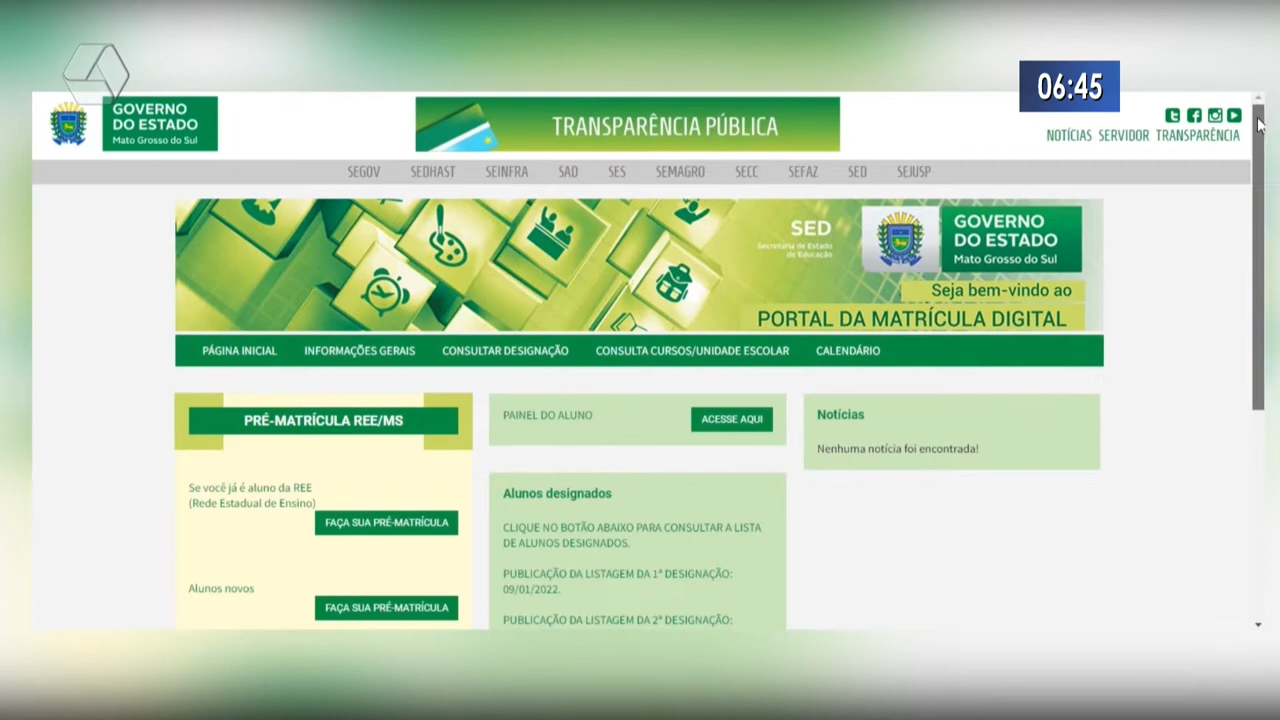 06:45
GOVERNO
DO ESTADO
Mato Grosso do Sul
TRANSPARÊNCIA PÚBLICA
NOTÍCIAS SERVIDOR TRANSPARÊNCIA
SEGOV SEDHAST SEINFRA SAD SES SEMAGRO SECC SEFAZ SED SEJUSP
SED
Secretaria de Estado
de Educação
GOVERNO
DO ESTADO
Mato Grosso do Sul
Seja bem-vindo ao
PORTAL DA MATRÍCULA DIGITAL
PÁGINA INICIAL INFORMAÇÕES GERAIS CONSULTAR DESIGNAÇÃO CONSULTA CURSOS/UNIDADE ESCOLAR CALENDÁRIO
PRÉ-MATRÍCULA REE/MS
Se você já é aluno da REE
(Rede Estadual de Ensino)
FAÇA SUA PRÉ-MATRÍCULA
Alunos novos
FAÇA SUA PRÉ-MATRÍCULA
PAINEL DO ALUNO
ACESSE AQUI
Alunos designados
CLIQUE NO BOTÃO ABAIXO PARA CONSULTAR A LISTA
DE ALUNOS DESIGNADOS.
PUBLICAÇÃO DA LISTAGEM DA 1ª DESIGNAÇÃO:
09/01/2022.
PUBLICAÇÃO DA LISTAGEM DA 2ª DESIGNAÇÃO:
Notícias
Nenhuma notícia foi encontrada!